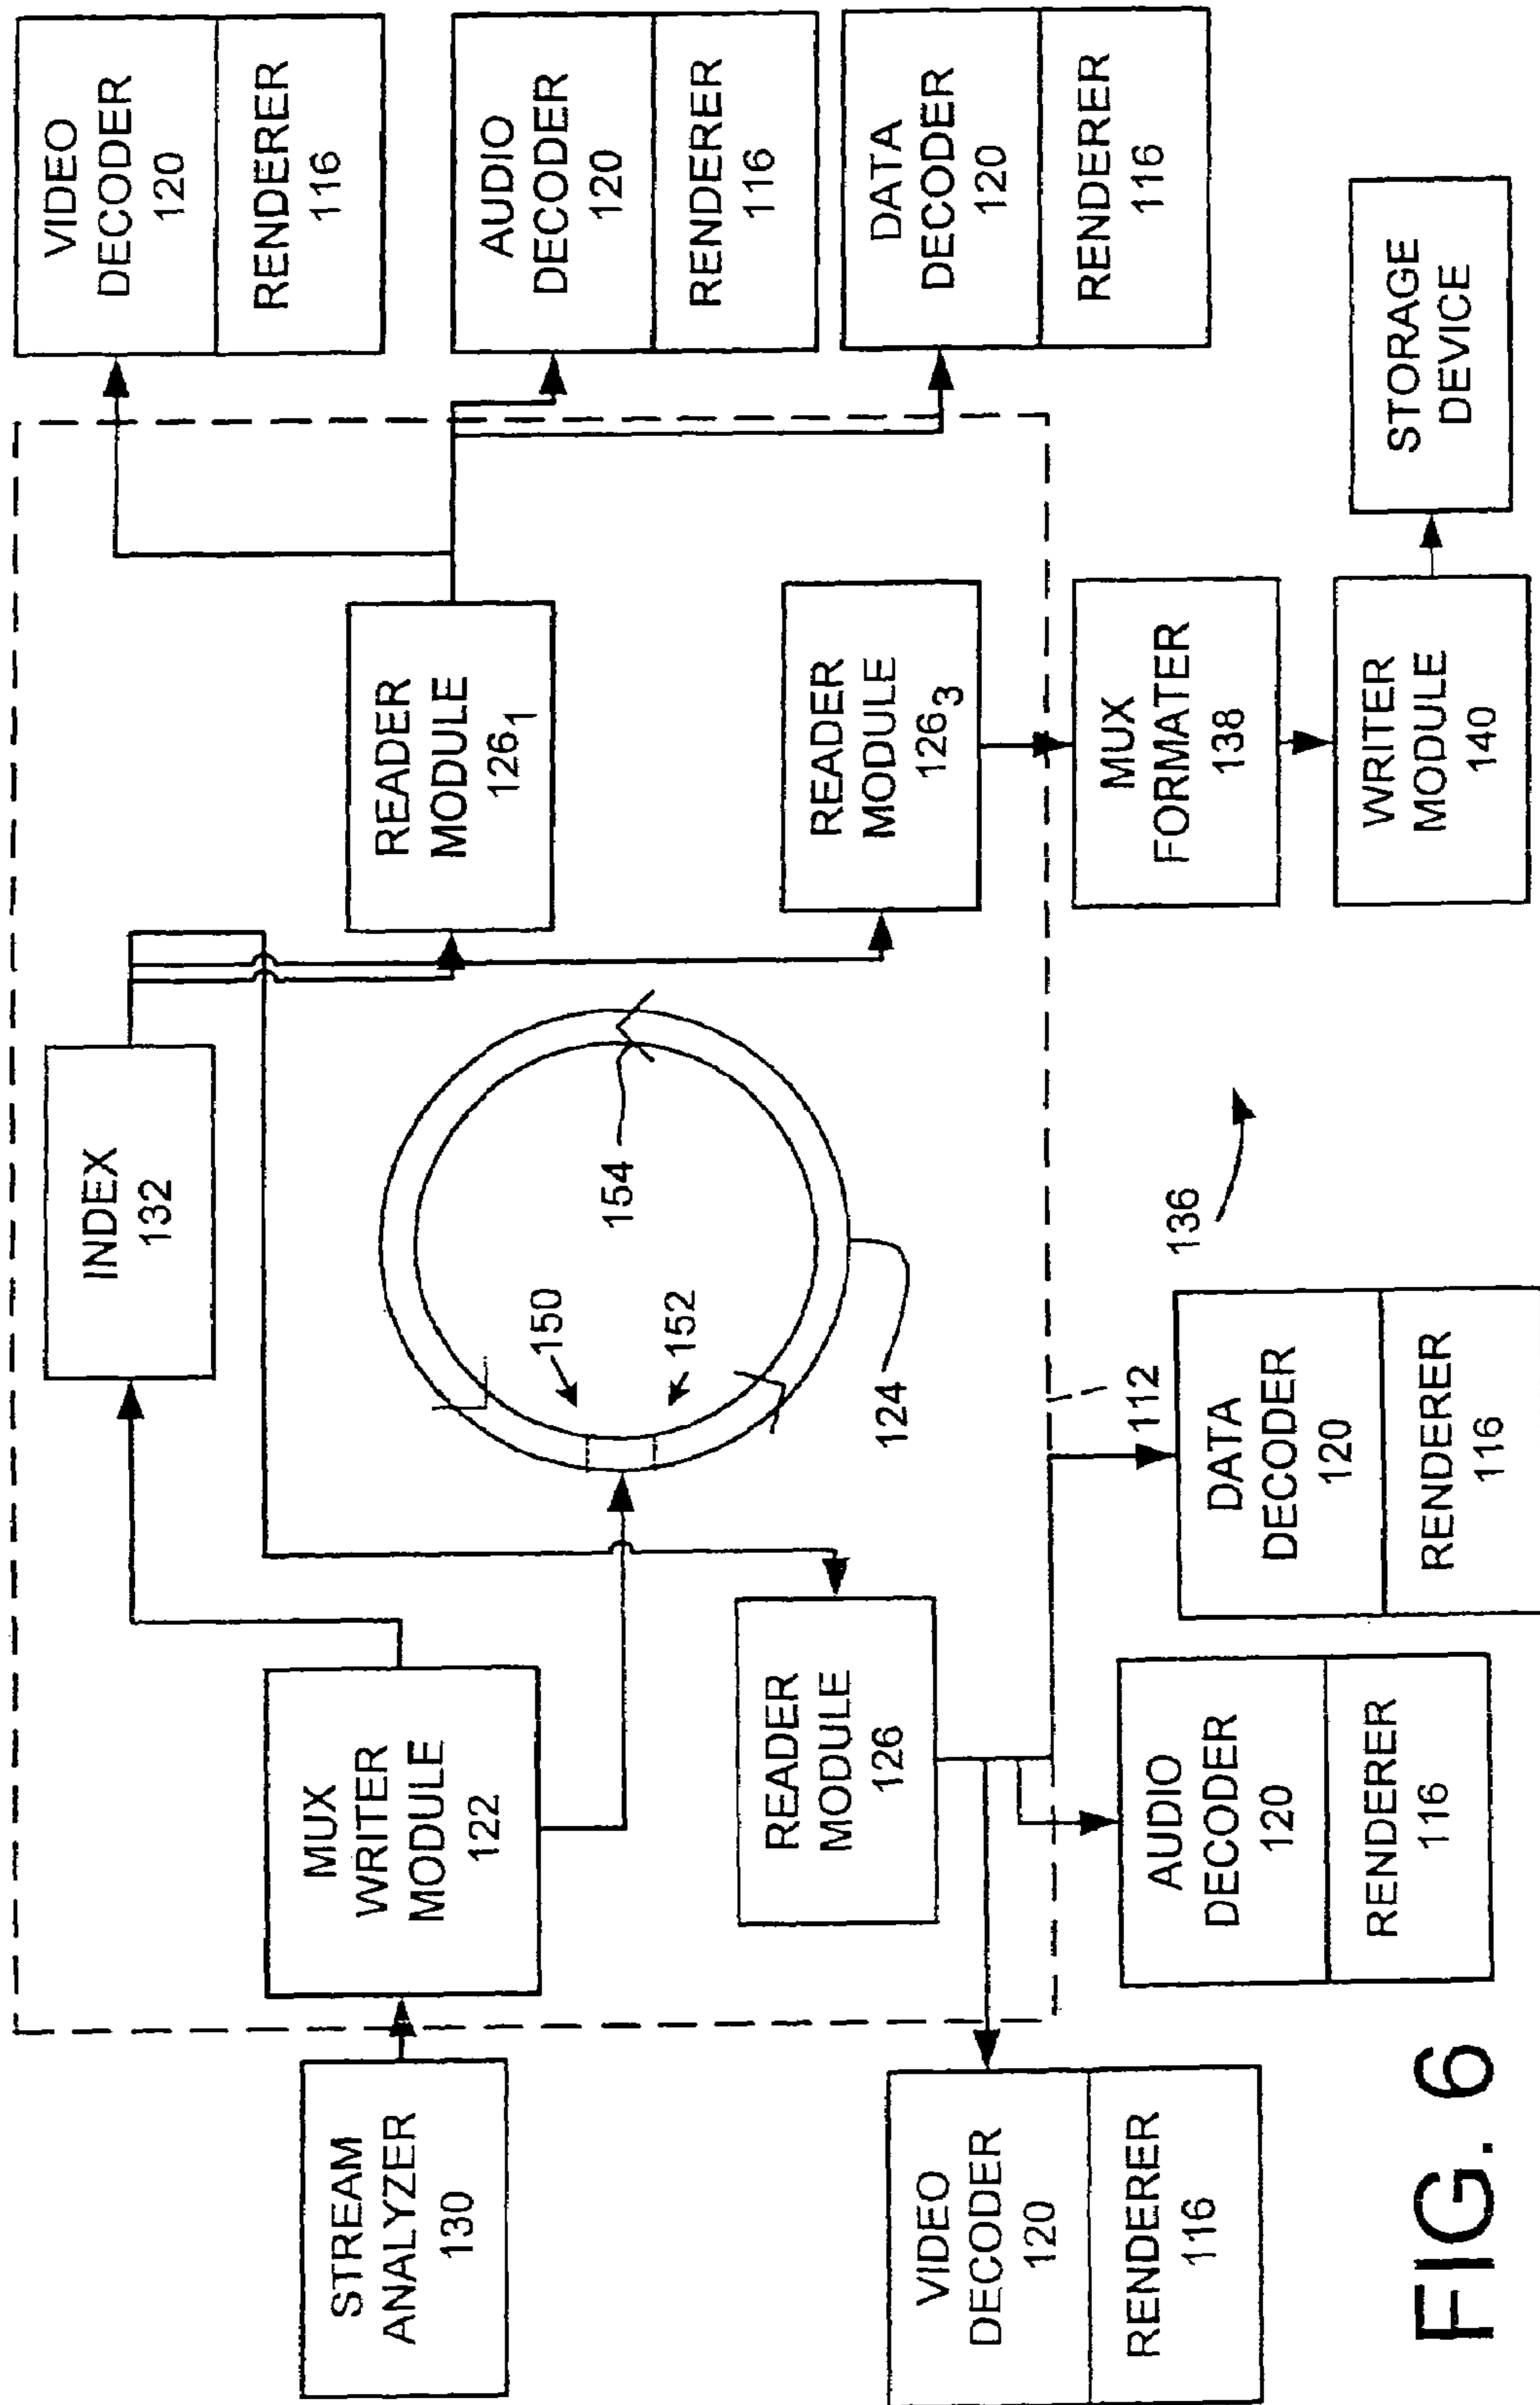 STREAM
ANALYZER
130
MUX
WRITER
MODULE
122
INDEX
132
READER
MODULE
126₁
VIDEO
DECODER
120
RENDERER
116
AUDIO
DECODER
120
RENDERER
116
DATA
DECODER
120
RENDERER
116
150
152
154
124
READER
MODULE
126
READER
MODULE
126₃
112
136
MUX
FORMATER
138
WRITER
MODULE
140
STORAGE
DEVICE
VIDEO
DECODER
120
RENDERER
116
AUDIO
DECODER
120
RENDERER
116
DATA
DECODER
120
RENDERER
116
FIG. 6